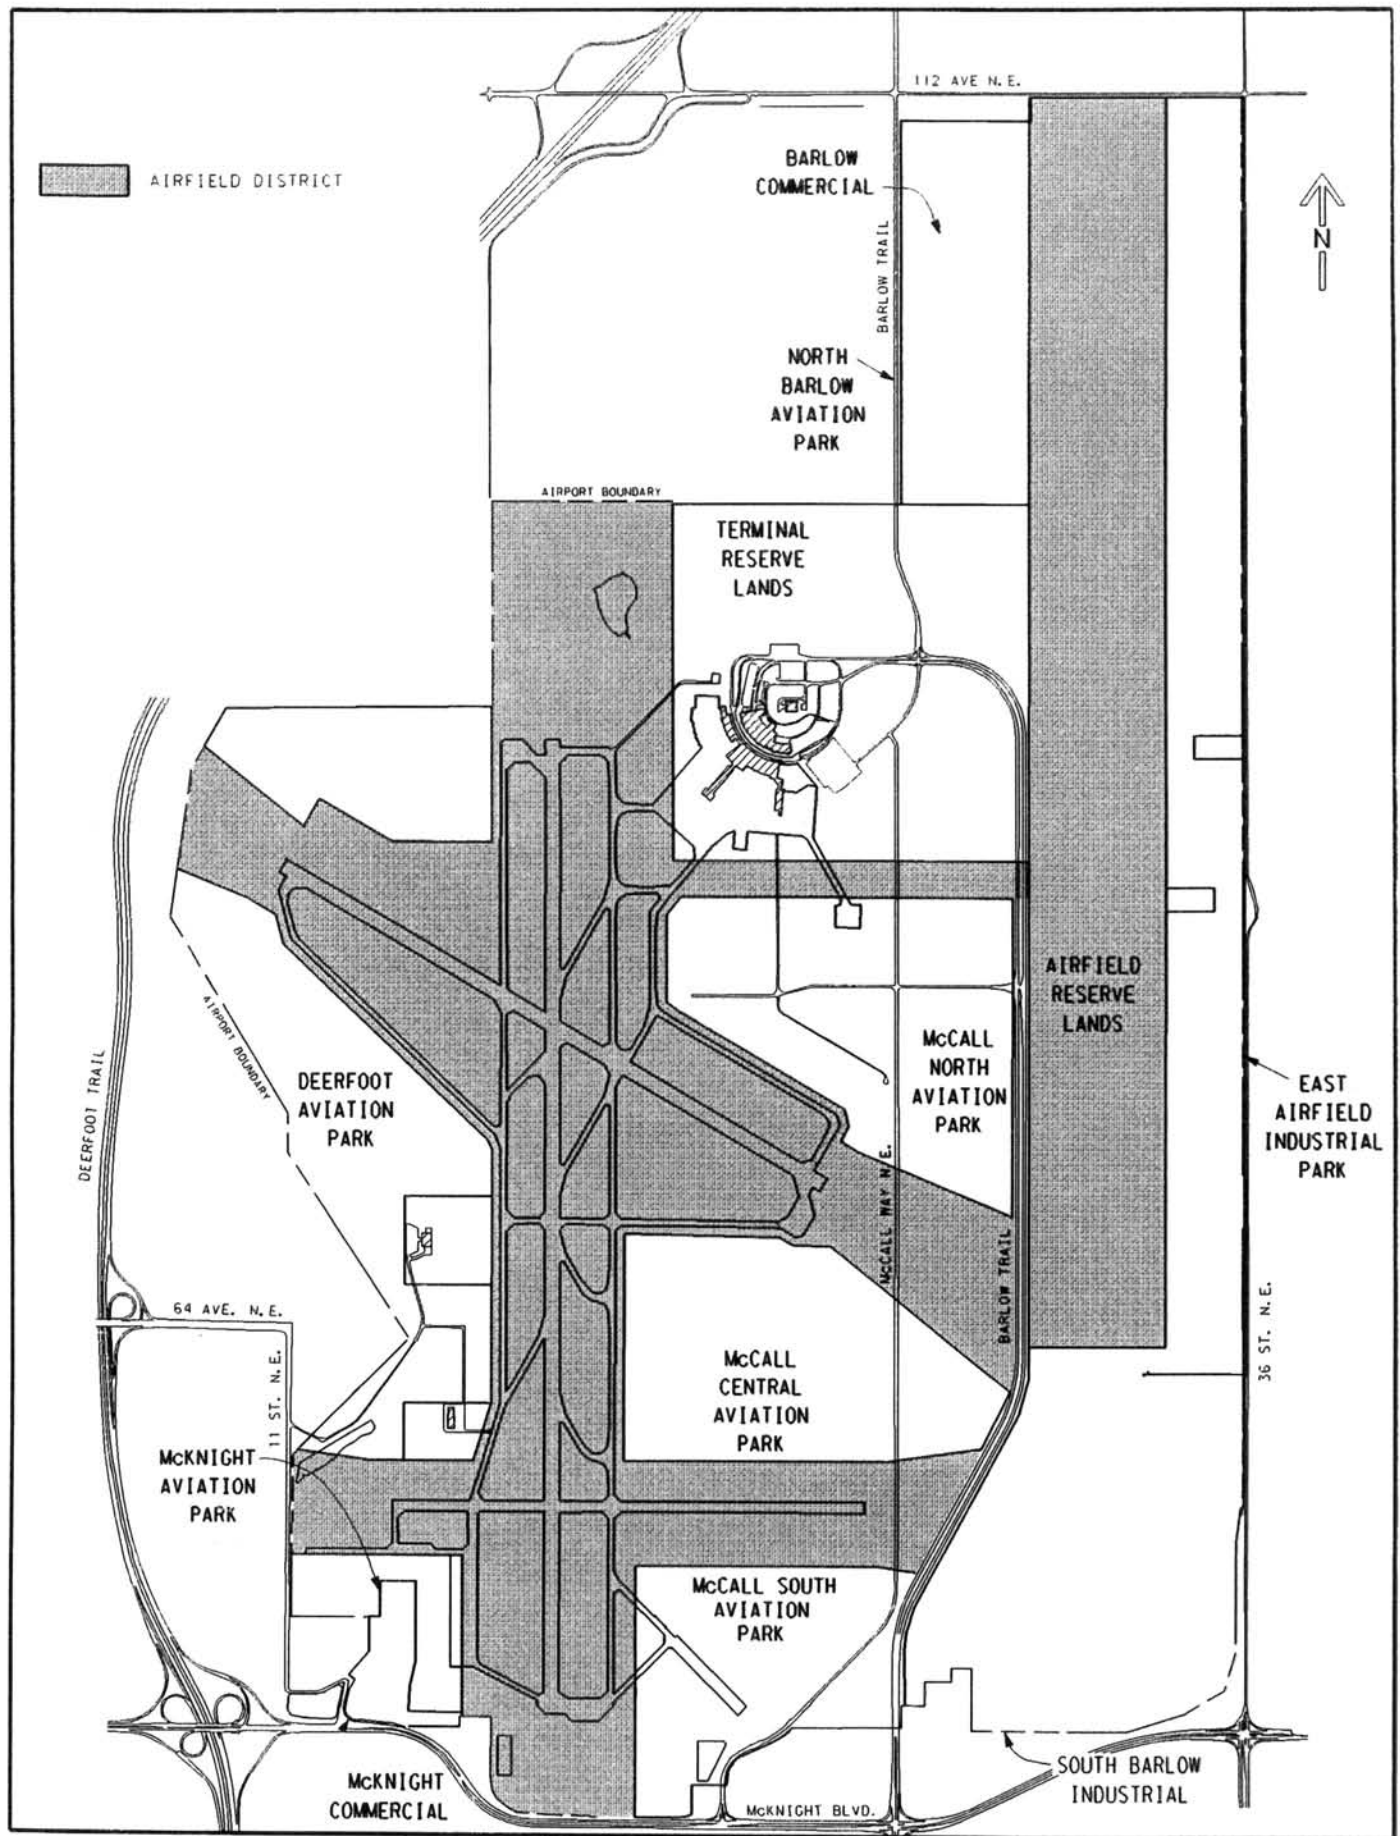 112 AVE N.E.
AIRFIELD DISTRICT
BARLOW
COMMERCIAL
N
BARLOW TRAIL
NORTH
BARLOW
AVIATION
PARK
AIRPORT BOUNDARY
TERMINAL
RESERVE
LANDS
AIRFIELD
RESERVE
LANDS
AIRPORT BOUNDARY
McCALL
NORTH
AVIATION
PARK
DEERFOOT TRAIL
DEERFOOT
AVIATION
PARK
EAST
AIRFIELD
INDUSTRIAL
PARK
McCALL WAY N.E.
BARLOW TRAIL
64 AVE. N.E.
11 ST. N.E.
36 ST. N.E.
McCALL
CENTRAL
AVIATION
PARK
McKNIGHT
AVIATION
PARK
McCALL SOUTH
AVIATION
PARK
McKNIGHT
COMMERCIAL
McKNIGHT BLVD.
SOUTH BARLOW
INDUSTRIAL